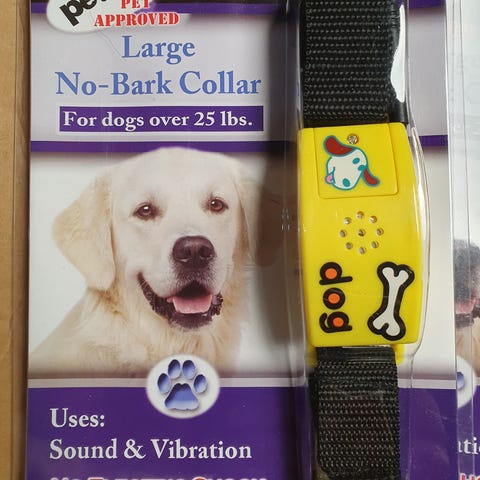 PET
APPROVED
Large
No-Bark Collar
For dogs over 25 lbs.
dog
Uses:
Sound & Vibration